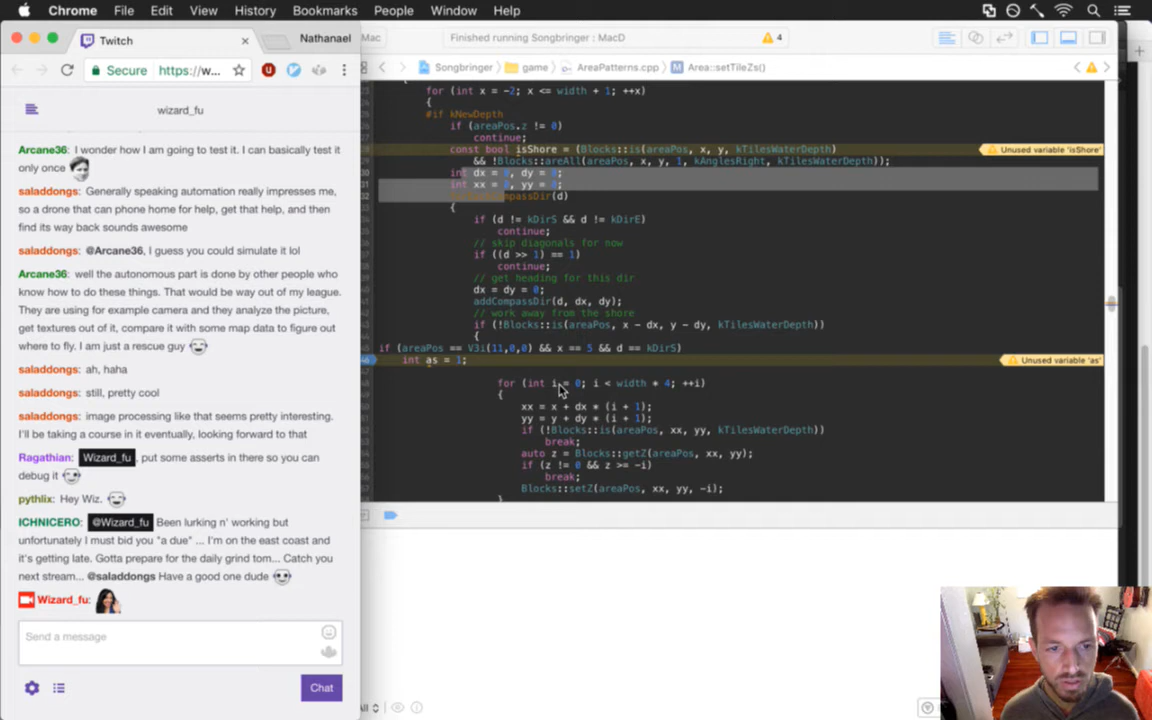 Chrome File Edit View History Bookmarks People Window Help
Twitch
Nathanael
Mac
Finished running Songbringer : MacD
4
Secure https://w...
Songbringer game AreaPatterns.cpp Area::setTileZs()
wizard_fu
Arcane36: I wonder how I am going to test it. I can basically test it
only once
saladdongs: Generally speaking automation really impresses me,
so a drone that can phone home for help, get that help, and then
find its way back sounds awesome
saladdongs: @Arcane36, I guess you could simulate it lol
Arcane36: well the autonomous part is done by other people who
know how to do these things. That would be way out of my league.
They are using for example camera and they analyze the picture,
get textures out of it, compare it with some map data to figure out
where to fly. I am just a rescue guy
saladdongs: ah, haha
saladdongs: still, pretty cool
saladdongs: image processing like that seems pretty interesting.
I'll be taking a course in it eventually, looking forward to that
Ragathian: Wizard_fu, put some asserts in there so you can
debug it
pythlix: Hey Wiz.
ICHNICERO: @Wizard_fu Been lurking n' working but
unfortunately I must bid you "a due" ... I'm on the east coast and
it's getting late. Gotta prepare for the daily grind tom... Catch you
next stream... @saladdongs Have a good one dude
Wizard_fu:
Send a message
Chat
for (int x = -2; x <= width + 1; ++x)
{
#if kNewDepth
if (areaPos.z != 0)
continue;
const bool isShore = (Blocks::is(areaPos, x, y, kTilesWaterDepth)
Unused variable 'isShore'
&& !Blocks::areAll(areaPos, x, y, 1, kAnglesRight, kTilesWaterDepth));
int dx = 0, dy = 0;
int xx = 0, yy = 0;
{
if (d != kDirS && d != kDirE)
continue;
// skip diagonals for now
if ((d >> 1) == 1)
continue;
// get heading for this dir
dx = dy = 0;
addCompassDir(d, dx, dy);
// work away from the shore
if (!Blocks::is(areaPos, x - dx, y - dy, kTilesWaterDepth))
{
if (areaPos == V3i(11,0,0) && x == 5 && d == kDirS)
int as = 1;
Unused variable 'as'
for (int i = 0; i < width * 4; ++i)
{
xx = x + dx * (i + 1);
yy = y + dy * (i + 1);
if (!Blocks::is(areaPos, xx, yy, kTilesWaterDepth))
break;
auto z = Blocks::getZ(areaPos, xx, yy);
if (z != 0 && z >= -i)
break;
Blocks::setZ(areaPos, xx, yy, -i);
}